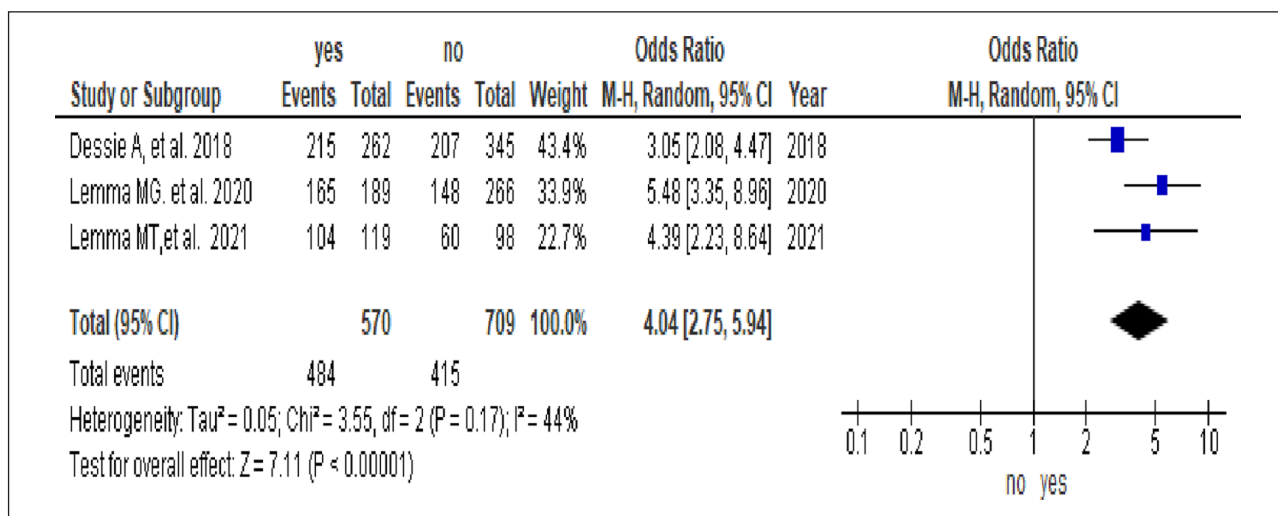 yes no Odds Ratio Odds Ratio
Study or Subgroup Events Total Events Total Weight M-H, Random, 95% CI Year M-H, Random, 95% CI
Dessie A, et al. 2018 215 262 207 345 43.4% 3.05 [2.08, 4.47] 2018
Lemma MG. et al. 2020 165 189 148 266 33.9% 5.48 [3.35, 8.96] 2020
Lemma MT,et al. 2021 104 119 60 98 22.7% 4.39 [2.23, 8.64] 2021
Total (95% CI) 570 709 100.0% 4.04 [2.75, 5.94]
Total events 484 415
Heterogeneity: Tau² = 0.05; Chi² = 3.55, df = 2 (P = 0.17); I² = 44%
Test for overall effect: Z = 7.11 (P < 0.00001)
0.1 0.2 0.5 1 2 5 10
no yes